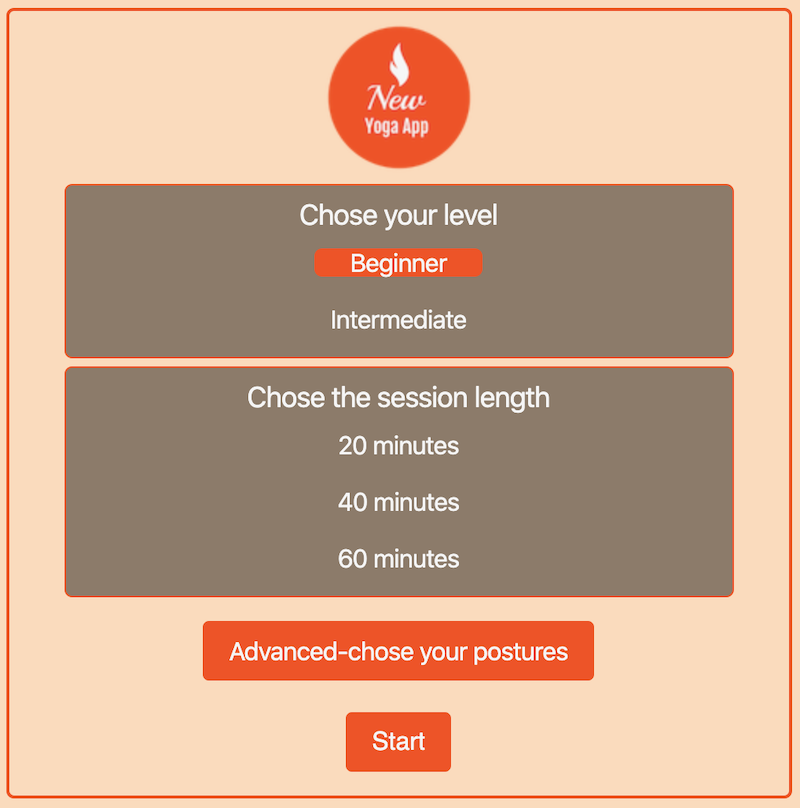 New
Yoga App
Chose your level
Beginner
Intermediate
Chose the session length
20 minutes
40 minutes
60 minutes
Advanced-chose your postures
Start